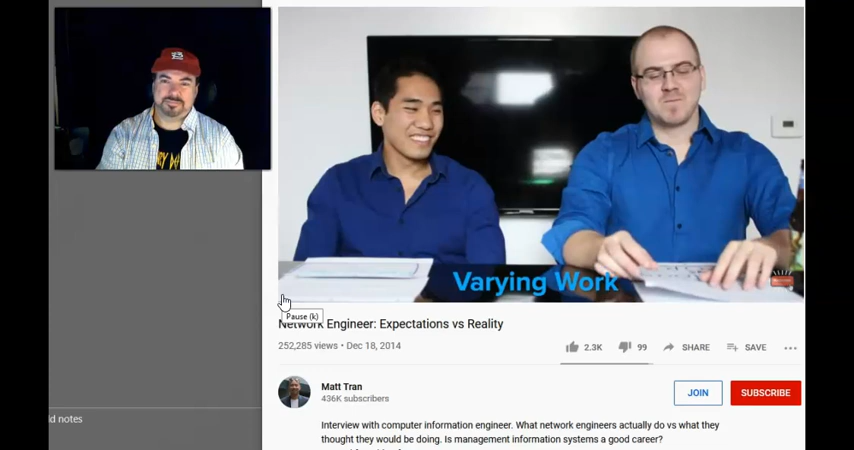 Varying Work
Pause (k)
Network Engineer: Expectations vs Reality
252,285 views • Dec 18, 2014
2.3K
99
SHARE
SAVE
Matt Tran
436K subscribers
JOIN
SUBSCRIBE
d notes
Interview with computer information engineer. What network engineers actually do vs what they
thought they would be doing. Is management information systems a good career?